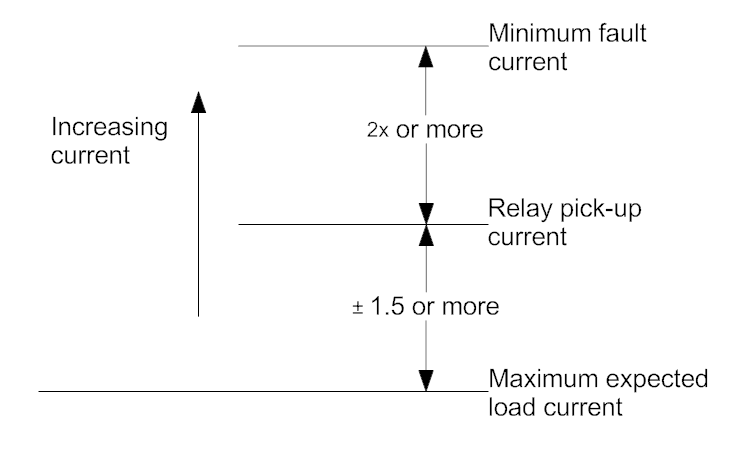 Minimum fault
current
Increasing
current
2x or more
Relay pick-up
current
± 1.5 or more
Maximum expected
load current